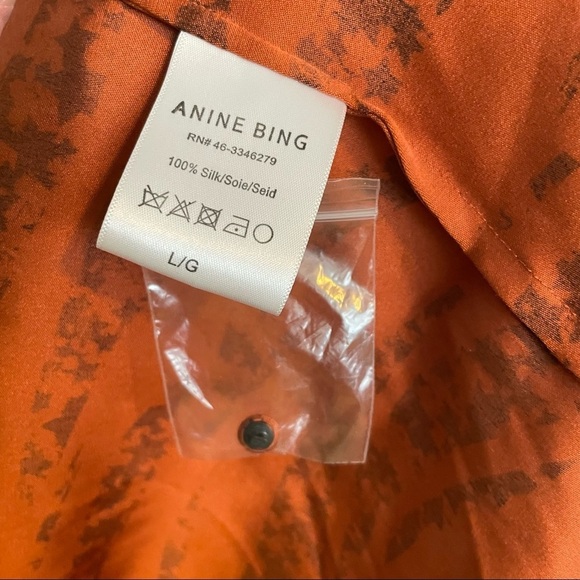 ANINE BING
RN# 46-3346279
100% Silk/Soie/Seid
L/G